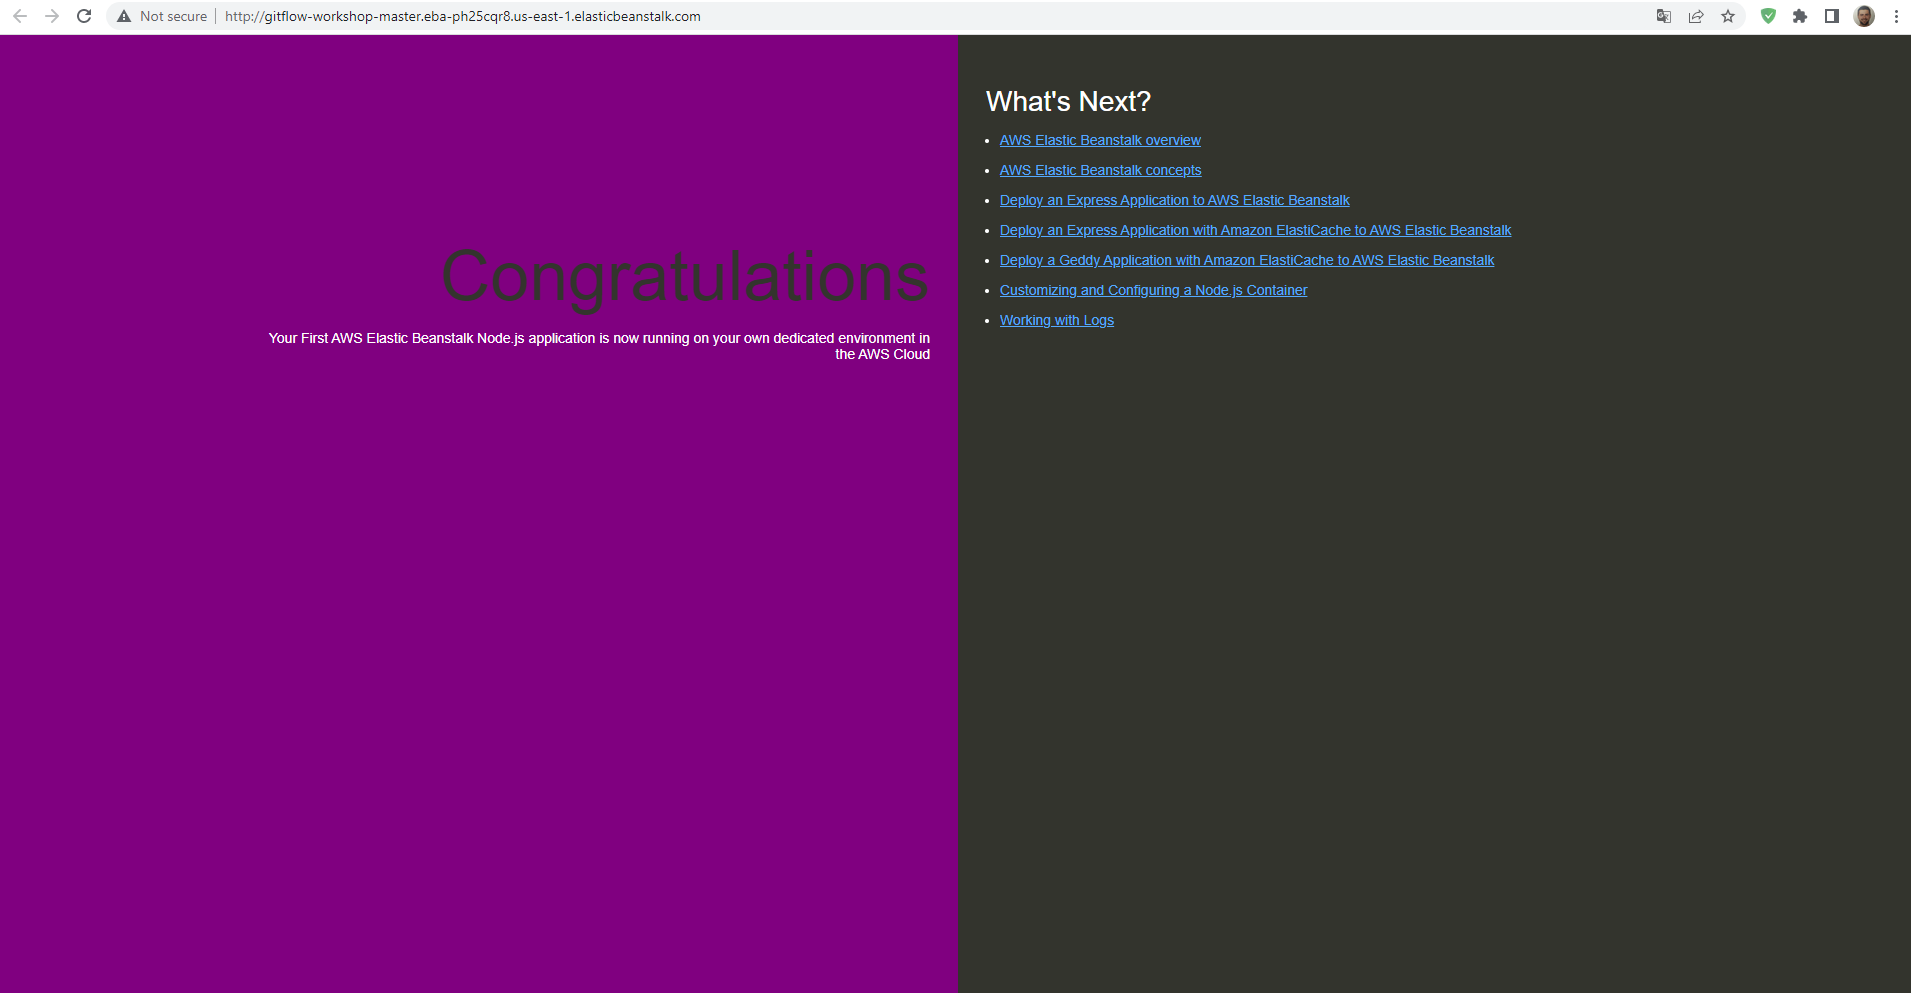 Not secure http://gitflow-workshop-master.eba-ph25cqr8.us-east-1.elasticbeanstalk.com
Congratulations
Your First AWS Elastic Beanstalk Node.js application is now running on your own dedicated environment in
the AWS Cloud
What's Next?
AWS Elastic Beanstalk overview
AWS Elastic Beanstalk concepts
Deploy an Express Application to AWS Elastic Beanstalk
Deploy an Express Application with Amazon ElastiCache to AWS Elastic Beanstalk
Deploy a Geddy Application with Amazon ElastiCache to AWS Elastic Beanstalk
Customizing and Configuring a Node.js Container
Working with Logs